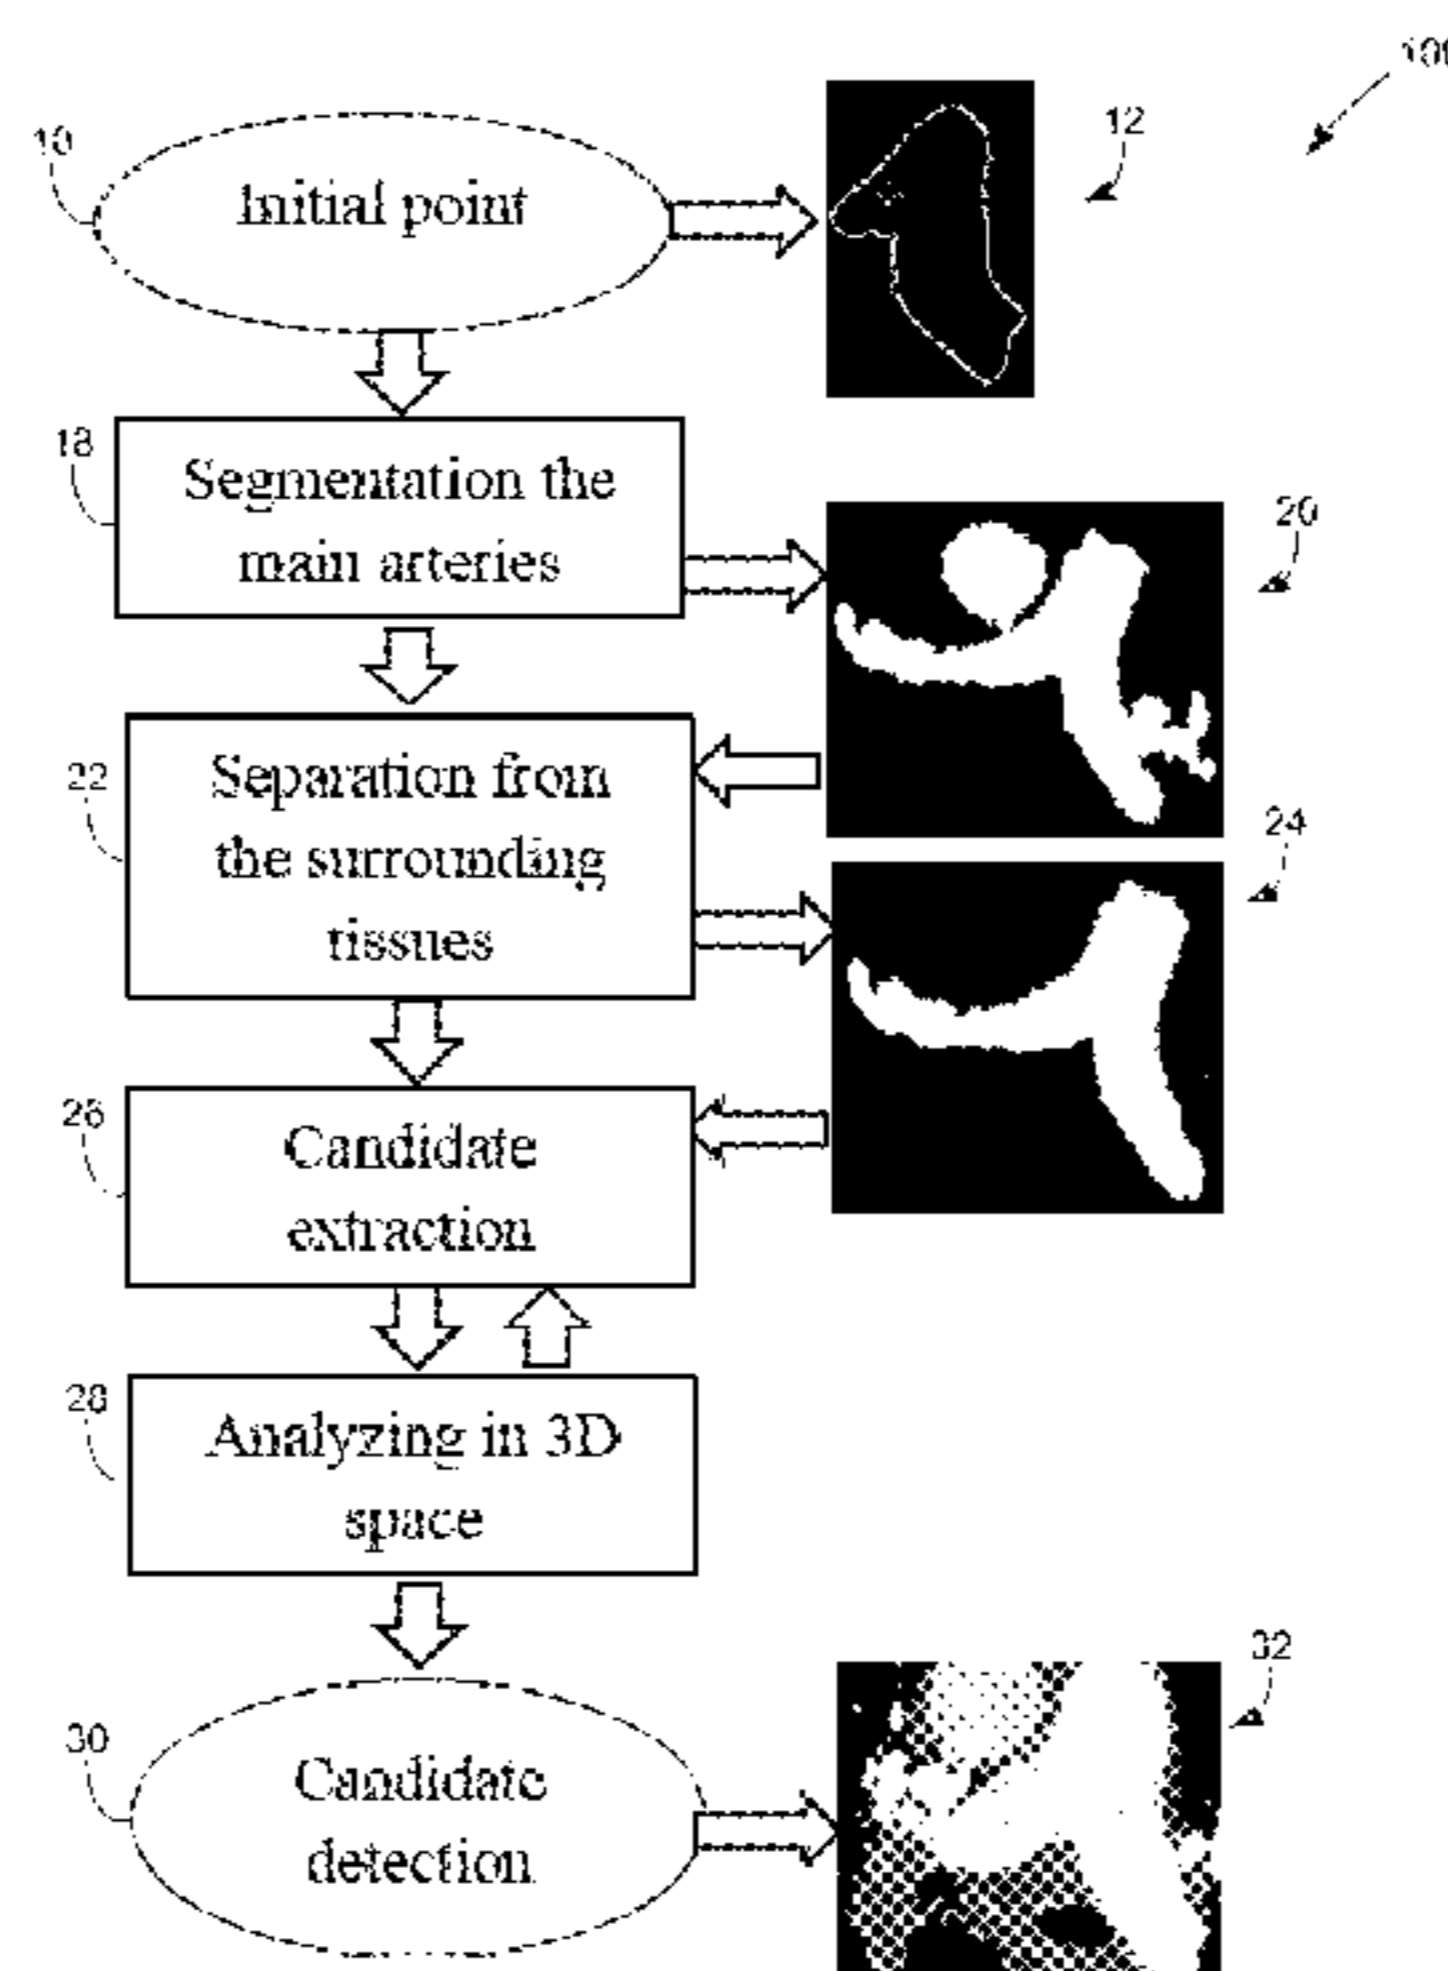 10
Initial point
12
18
Segmentation the
main arteries
20
22
Separation from
the surrounding
tissues
24
26
Candidate
extraction
28
Analyzing in 3D
space
30
Candidate
detection
32